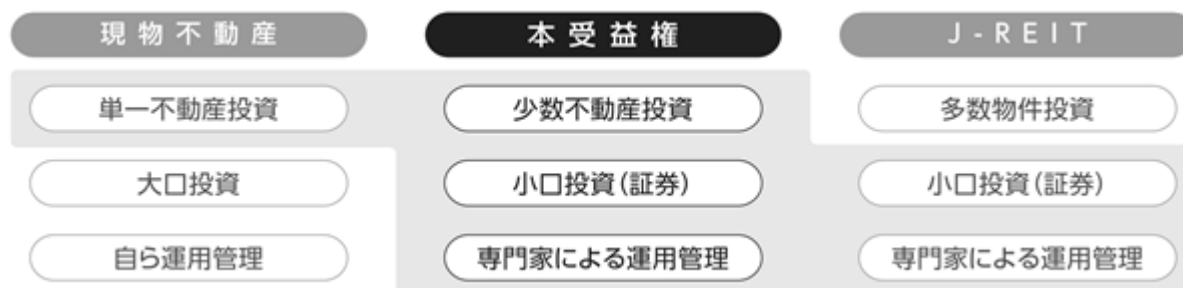 現物不動産 本受益権 J-REIT
単一不動産投資 少数不動産投資 多数物件投資
大口投資 小口投資(証券) 小口投資(証券)
自ら運用管理 専門家による運用管理 専門家による運用管理